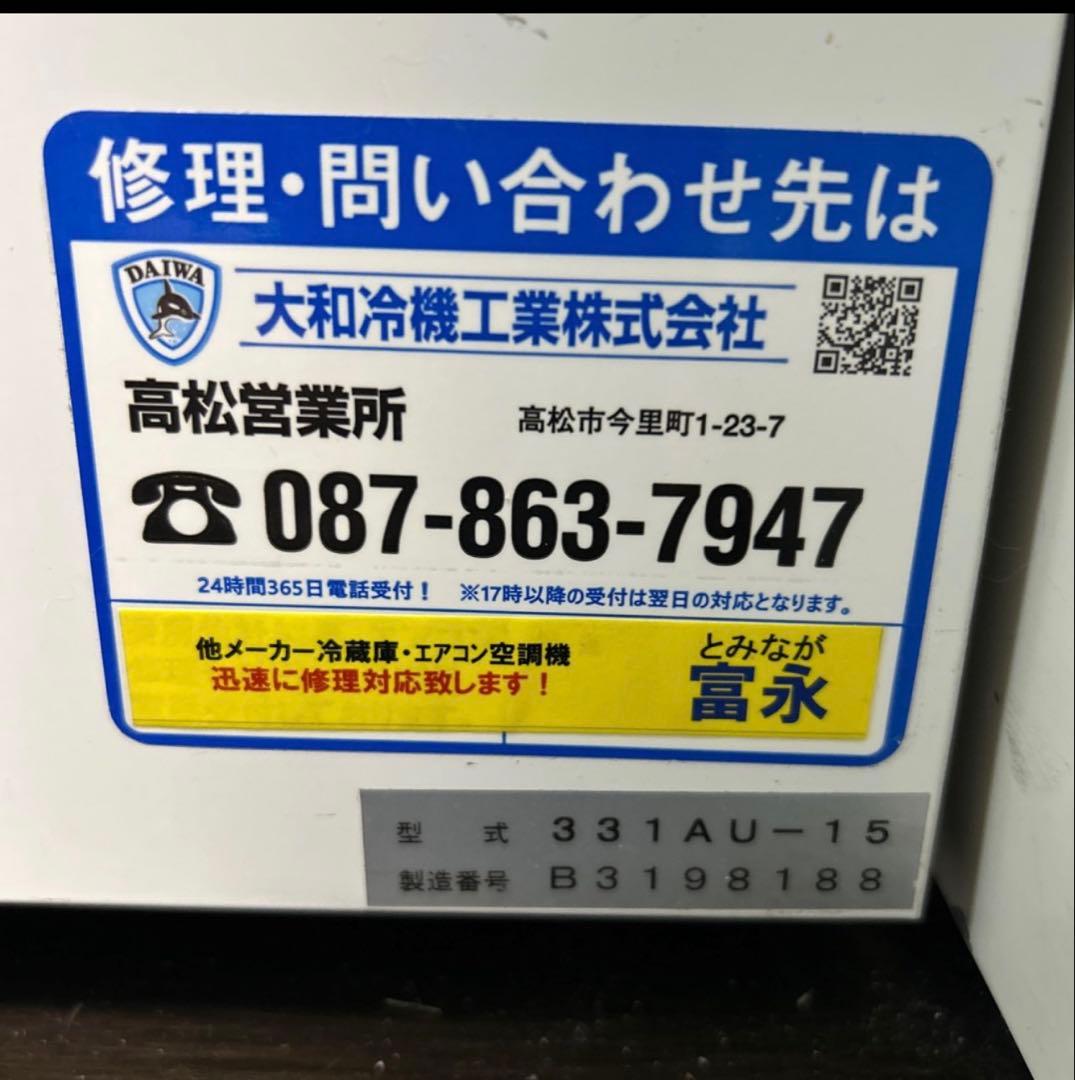 修理・問い合わせ先は
DAIWA
大和冷機工業株式会社
高松営業所 高松市今里町1-23-7
☎087-863-7947
24時間365日電話受付！ ※17時以降の受付は翌日の対応となります。
他メーカー冷蔵庫・エアコン空調機
迅速に修理対応致します！
とみなが
富永
型式 331AU-15
製造番号 B3198188